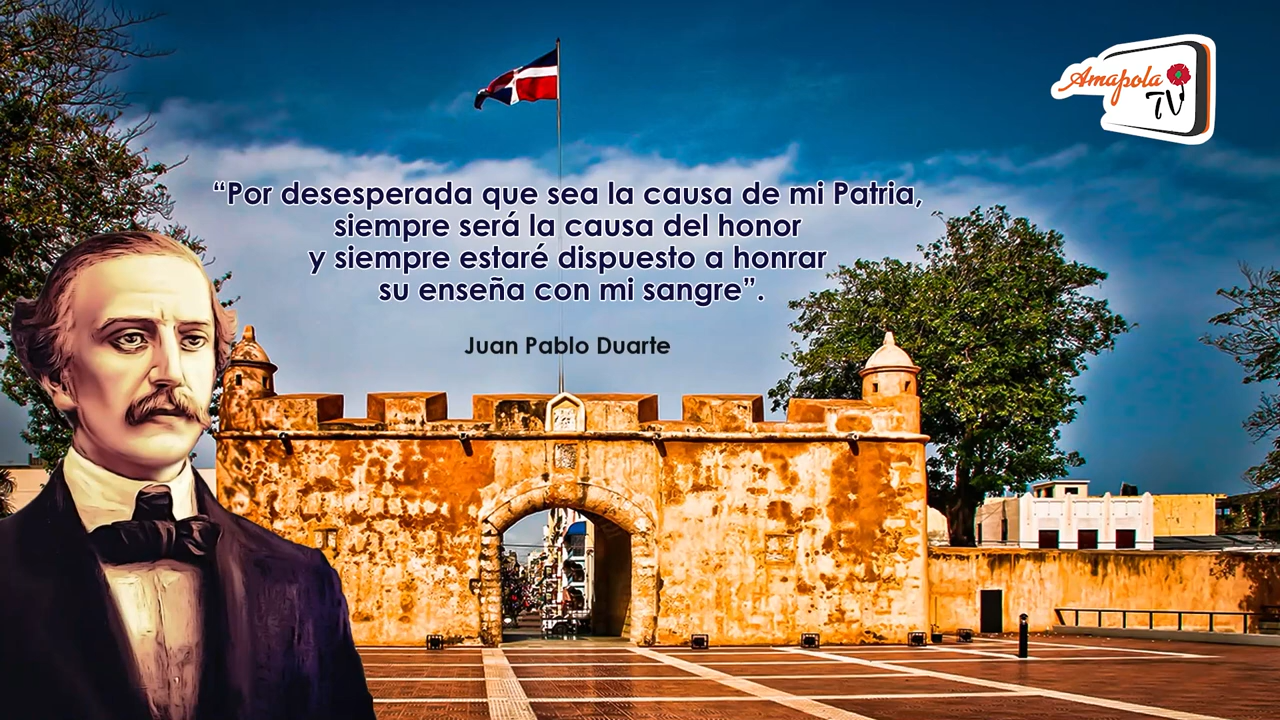 Amapola
TV
“Por desesperada que sea la causa de mi Patria,
siempre será la causa del honor
y siempre estaré dispuesto a honrar
su enseña con mi sangre”.
Juan Pablo Duarte